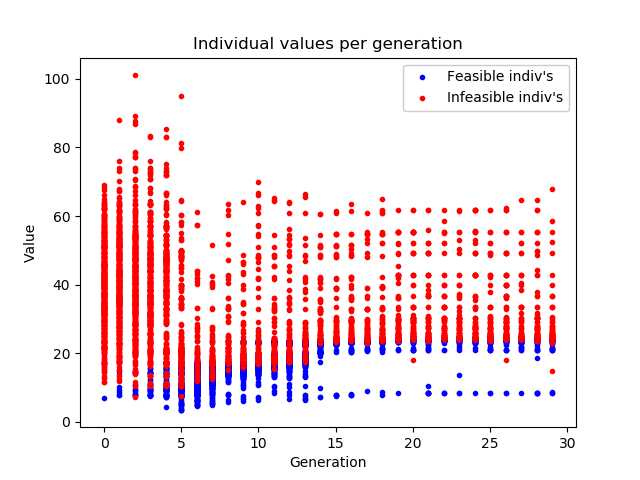 Individual values per generation
Feasible indiv's
Infeasible indiv's
Value
100
80
60
40
20
0
0 5 10 15 20 25 30
Generation